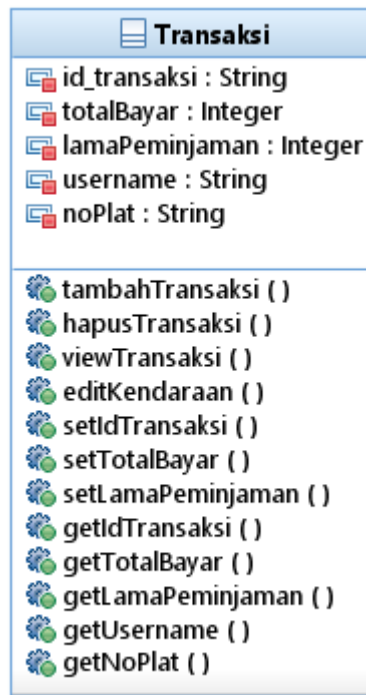 Transaksi
id_transaksi : String
totalBayar : Integer
lamaPeminjaman : Integer
username : String
noPlat : String
tambahTransaksi ( )
hapusTransaksi ( )
viewTransaksi ( )
editKendaraan ( )
setIdTransaksi ( )
setTotalBayar ( )
setLamaPeminjaman ( )
getIdTransaksi ( )
getTotalBayar ( )
getLamaPeminjaman ( )
getUsername ( )
getNoPlat ( )